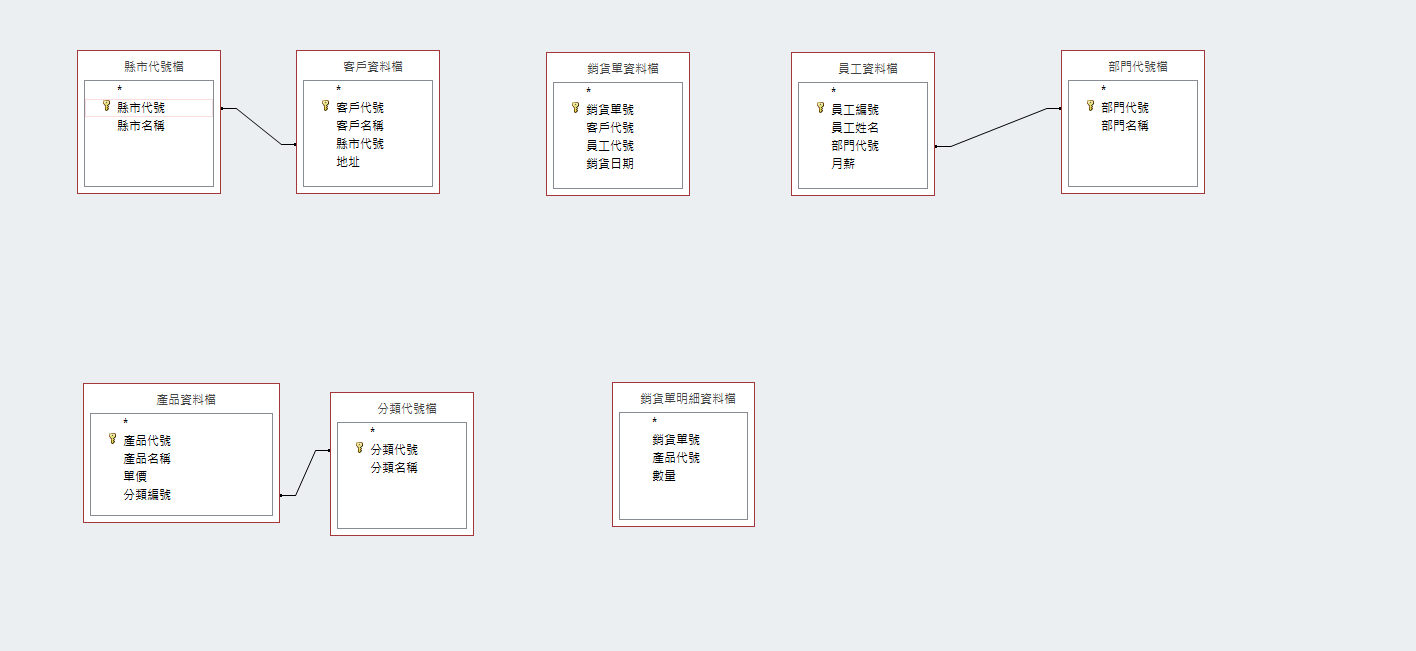 縣市代號檔
*
縣市代號
縣市名稱
客戶資料檔
*
客戶代號
客戶名稱
縣市代號
地址
銷貨單資料檔
*
銷貨單號
客戶代號
員工代號
銷貨日期
員工資料檔
*
員工編號
員工姓名
部門代號
月薪
部門代號檔
*
部門代號
部門名稱
產品資料檔
*
產品代號
產品名稱
單價
分類編號
分類代號檔
*
分類代號
分類名稱
銷貨單明細資料檔
*
銷貨單號
產品代號
數量